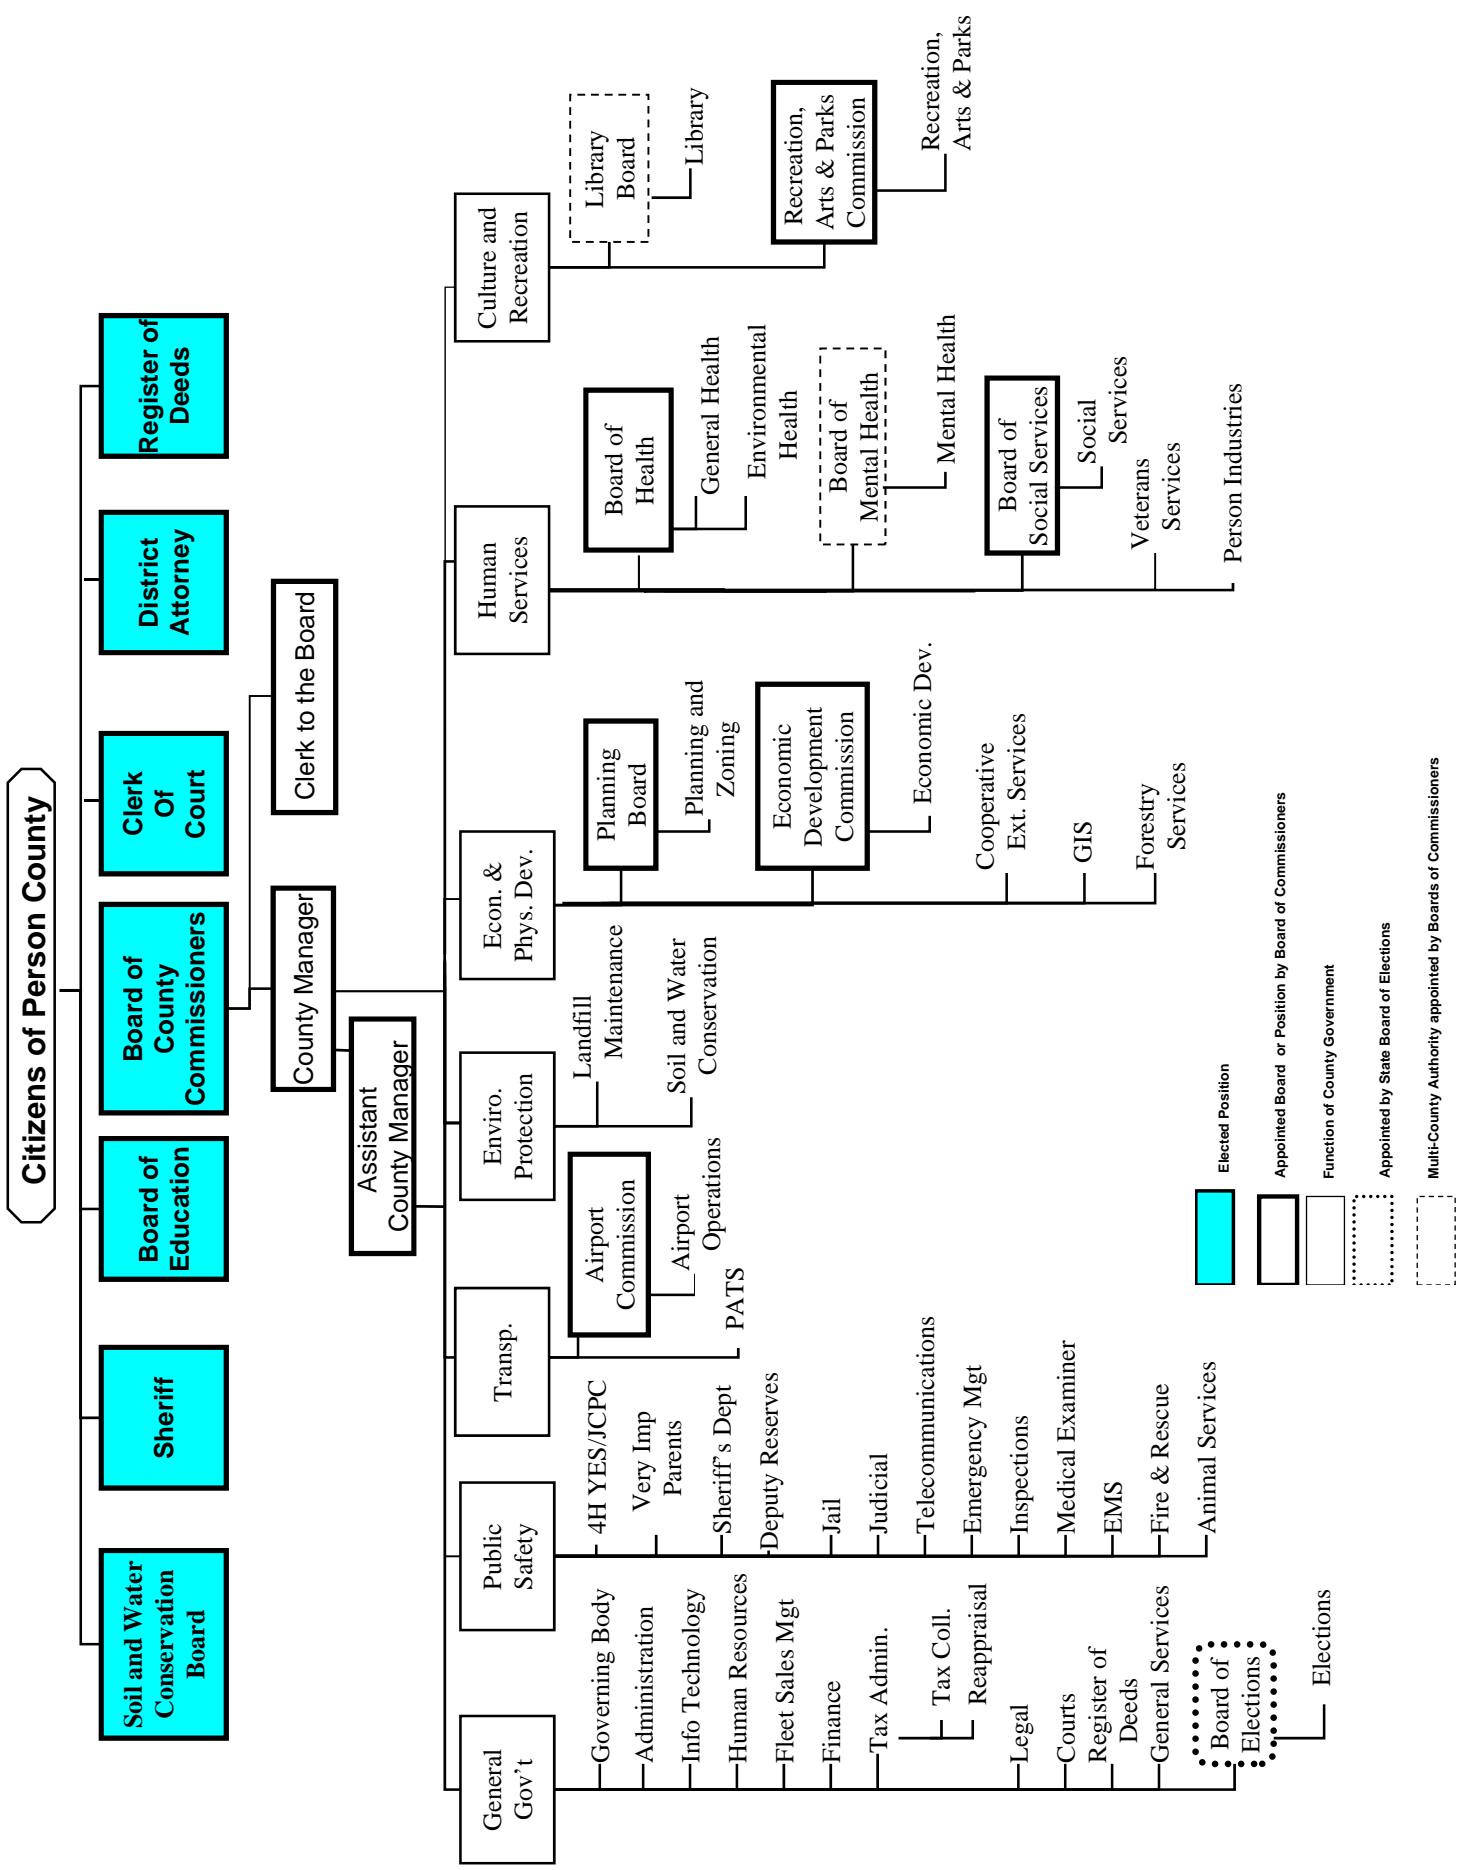 Citizens of Person County
Soil and Water
Conservation
Board
Sheriff
Board of
Education
Board of
County
Commissioners
Clerk
Of
Court
District
Attorney
Register of
Deeds
County Manager
Clerk to the Board
Assistant
County Manager
General
Gov't
Governing Body
Administration
Info Technology
Human Resources
Fleet Sales Mgt
Finance
Tax Admin.
Tax Coll.
Reappraisal
Legal
Courts
Register of
Deeds
General Services
Board of
Elections
Elections
Public
Safety
4H YES/JCPC
Very Imp
Parents
Sheriff's Dept
Deputy Reserves
Jail
Judicial
Telecommunications
Emergency Mgt
Inspections
Medical Examiner
EMS
Fire & Rescue
Animal Services
Transp.
Airport
Commission
Airport
Operations
PATS
Enviro.
Protection
Landfill
Maintenance
Soil and Water
Conservation
Econ. &
Phys. Dev.
Planning
Board
Planning and
Zoning
Economic
Development
Commission
Economic Dev.
Cooperative
Ext. Services
GIS
Forestry
Services
Human
Services
Board of
Health
General Health
Environmental
Health
Board of
Mental Health
Mental Health
Board of
Social Services
Social
Services
Veterans
Services
Person Industries
Culture and
Recreation
Library
Board
Library
Recreation,
Arts & Parks
Commission
Recreation,
Arts & Parks
Elected Position
Appointed Board or Position by Board of Commissioners
Function of County Government
Appointed by State Board of Elections
Multi-County Authority appointed by Boards of Commissioners